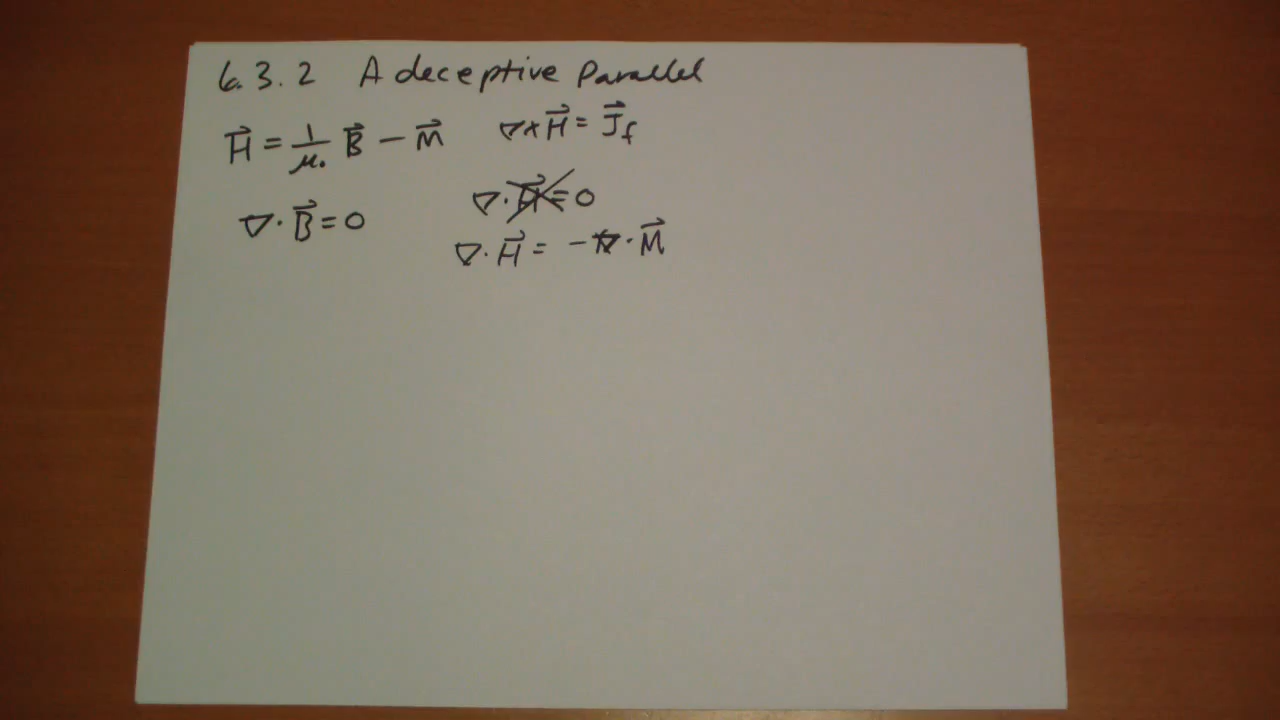 6.3.2 A deceptive Parallel
H⃗ = 1/μ₀ B⃗ − M⃗   ∇×H⃗ = J⃗f
∇·H⃗ = 0
∇·B⃗ = 0
∇·H⃗ = −∇·M⃗